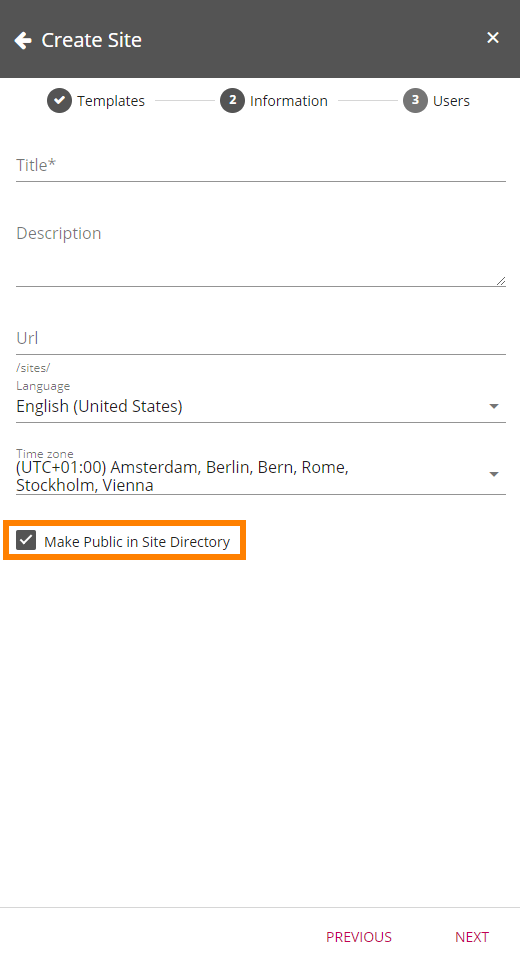 Create Site
Templates
2 Information
3 Users
Title*
Description
Url
/sites/
Language
English (United States)
Time zone
(UTC+01:00) Amsterdam, Berlin, Bern, Rome,
Stockholm, Vienna
Make Public in Site Directory
PREVIOUS
NEXT